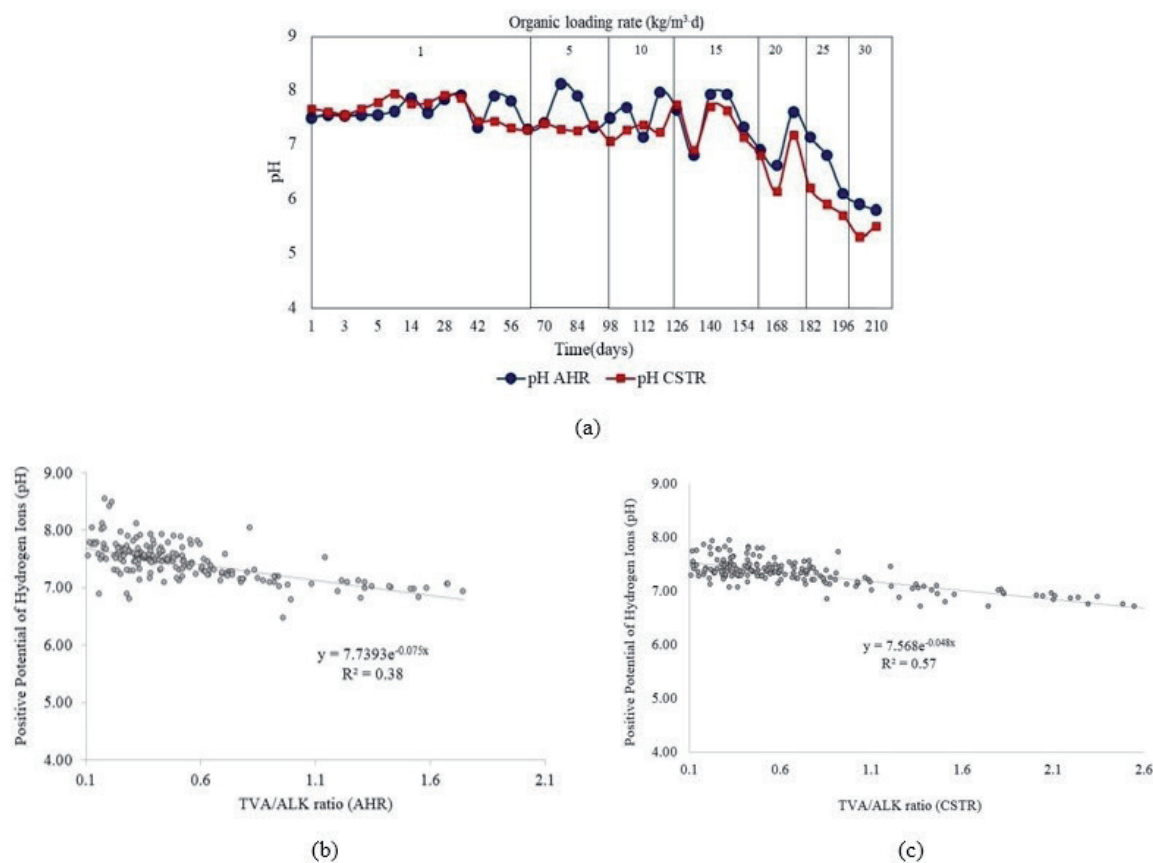 Organic loading rate (kg/m³·d)
9
1 5 10 15 20 25 30
8
7
6
5
4
pH
1 3 5 14 28 42 56 70 84 98 112 126 140 154 168 182 196 210
Time(days)
pH AHR pH CSTR
(a)
Positive Potential of Hydrogen Ions (pH)
9.00
8.00
7.00
6.00
5.00
4.00
y = 7.7393e^-0.075x
R² = 0.38
0.1 0.6 1.1 1.6 2.1
TVA/ALK ratio (AHR)
(b)
Positive Potential of Hydrogen Ions (pH)
9.00
8.00
7.00
6.00
5.00
4.00
y = 7.568e^-0.048x
R² = 0.57
0.1 0.6 1.1 1.6 2.1 2.6
TVA/ALK ratio (CSTR)
(c)